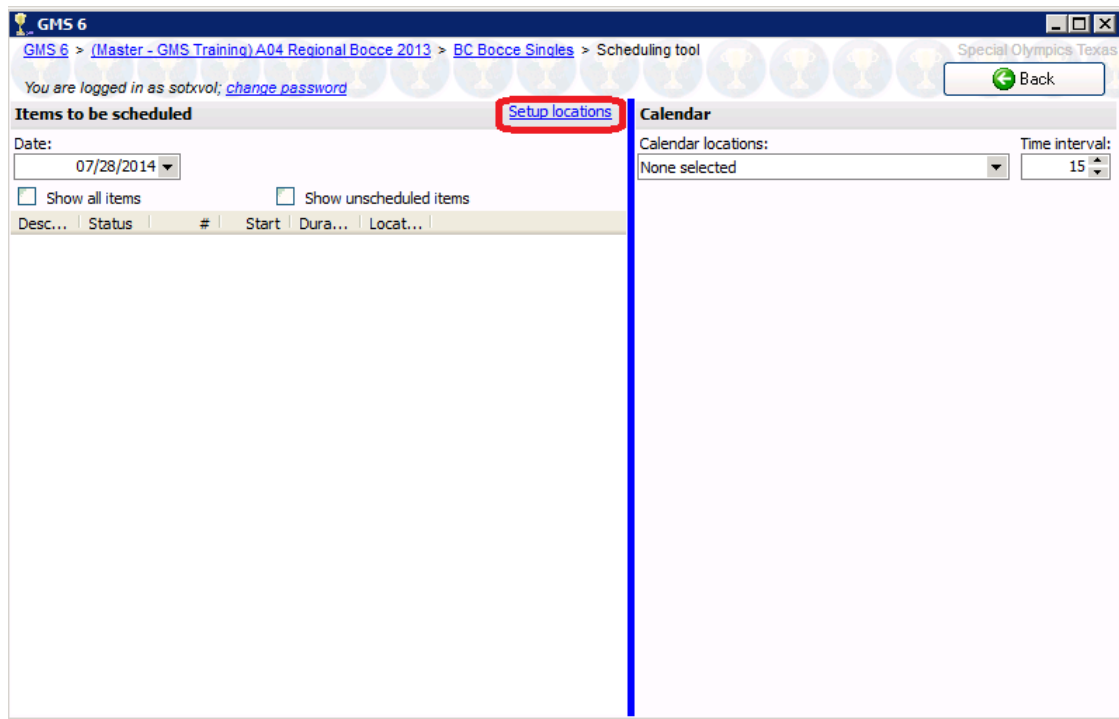 GMS 6
GMS 6 > (Master - GMS Training) A04 Regional Bocce 2013 > BC Bocce Singles > Scheduling tool
Special Olympics Texas
Back
You are logged in as sotxvol; change password
Items to be scheduled
Setup locations
Calendar
Date:
Calendar locations:
Time interval:
07/28/2014
None selected
15
Show all items
Show unscheduled items
Desc... Status # Start Dura... Locat...